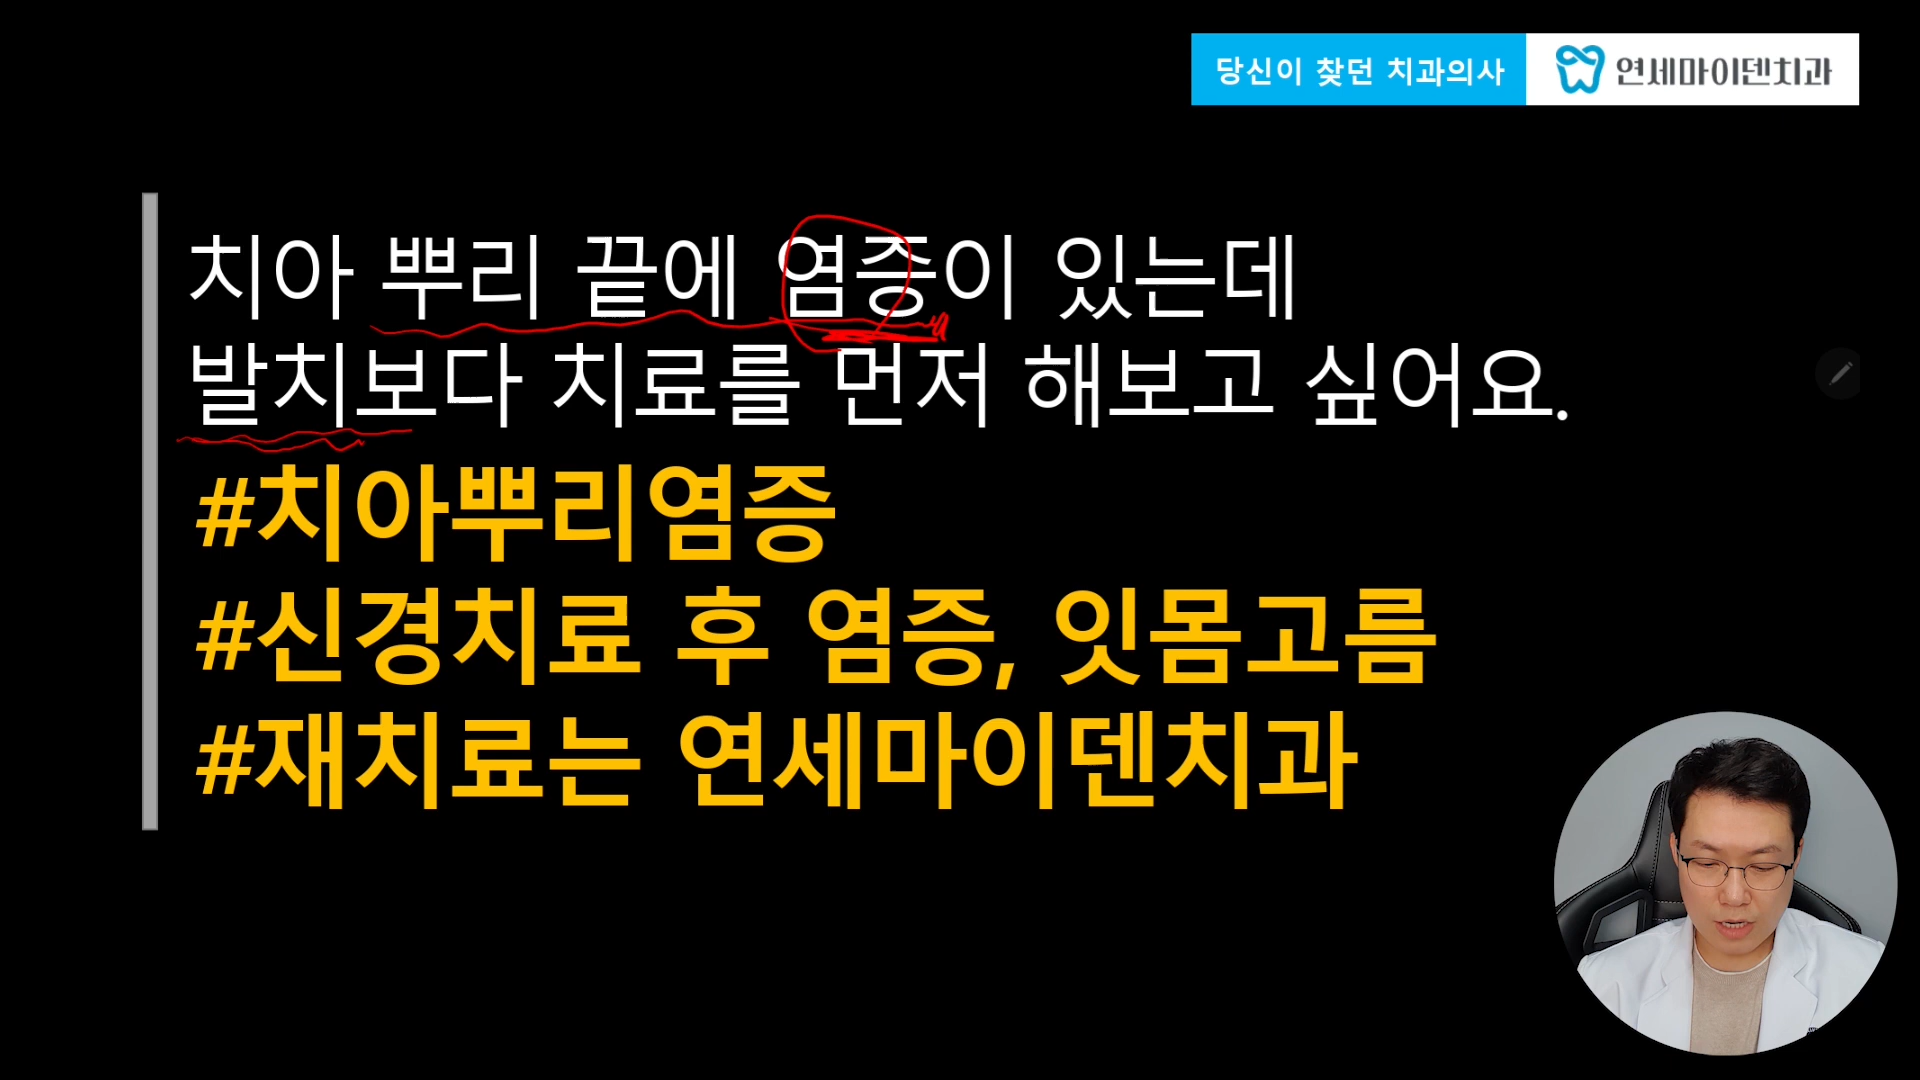 당신이 찾던 치과의사 연세마이덴치과
치아 뿌리 끝에 염증이 있는데
발치보다 치료를 먼저 해보고 싶어요.
#치아뿌리염증
#신경치료 후 염증, 잇몸고름
#재치료는 연세마이덴치과